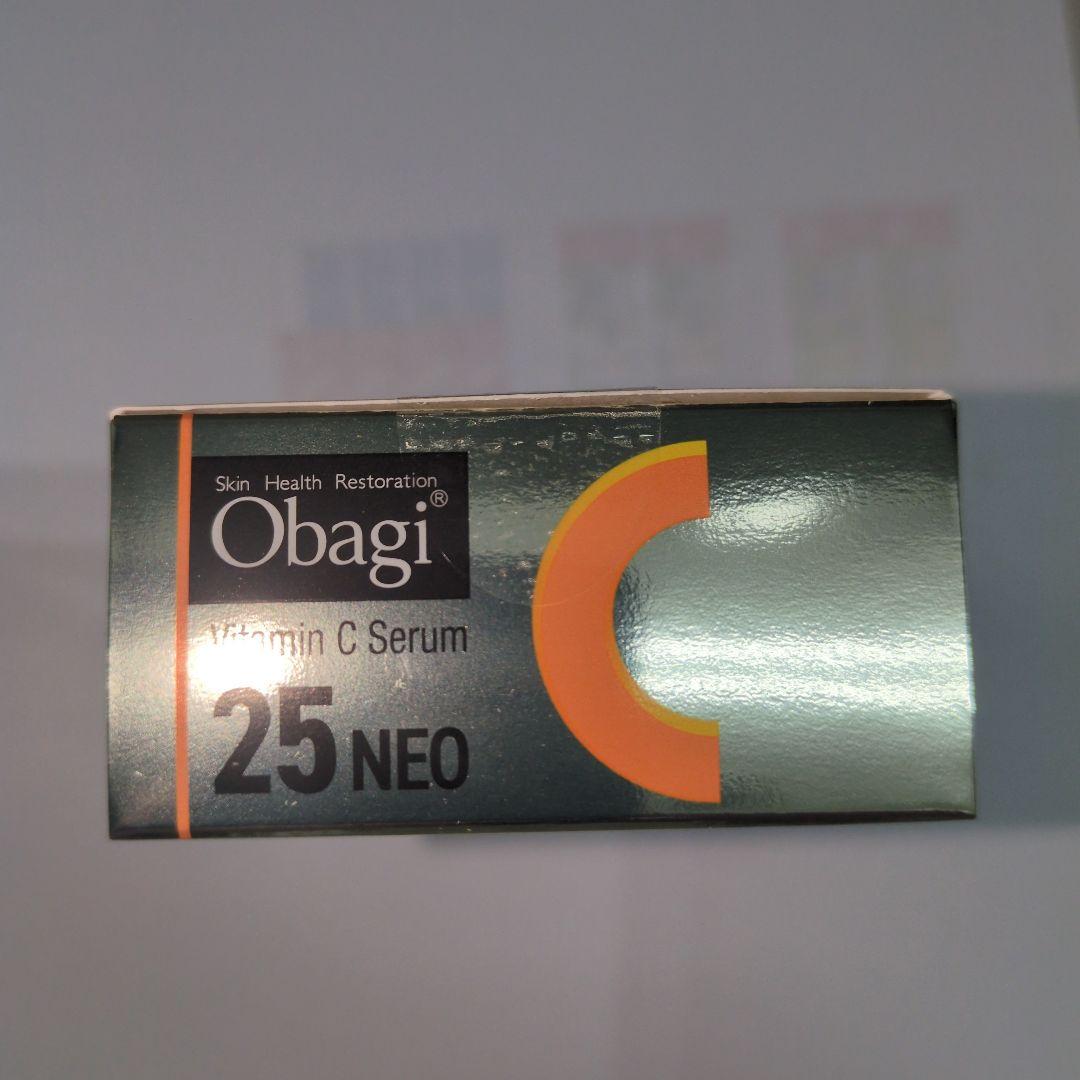 Skin Health Restoration
Obagi®
Vitamin C Serum
25 NEO
C